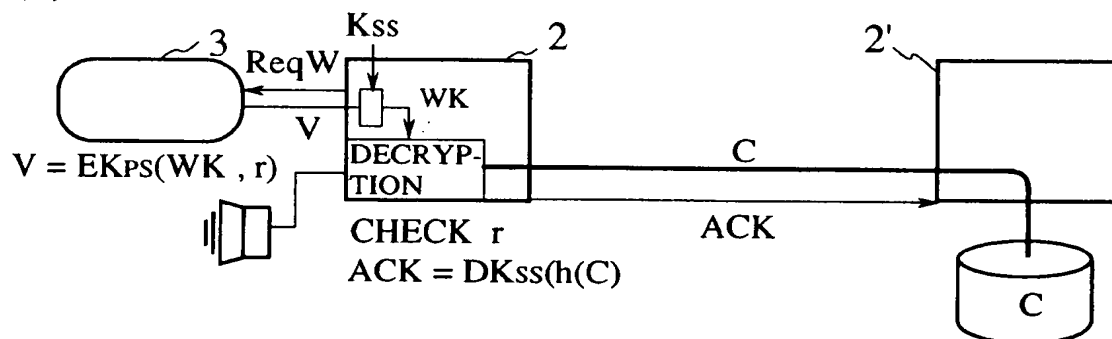 3
ReqW
Kss
2
2'
WK
V
V = EKPS(WK , r)
DECRYP-
TION
C
ACK
CHECK r
ACK = DKss(h(C)
C